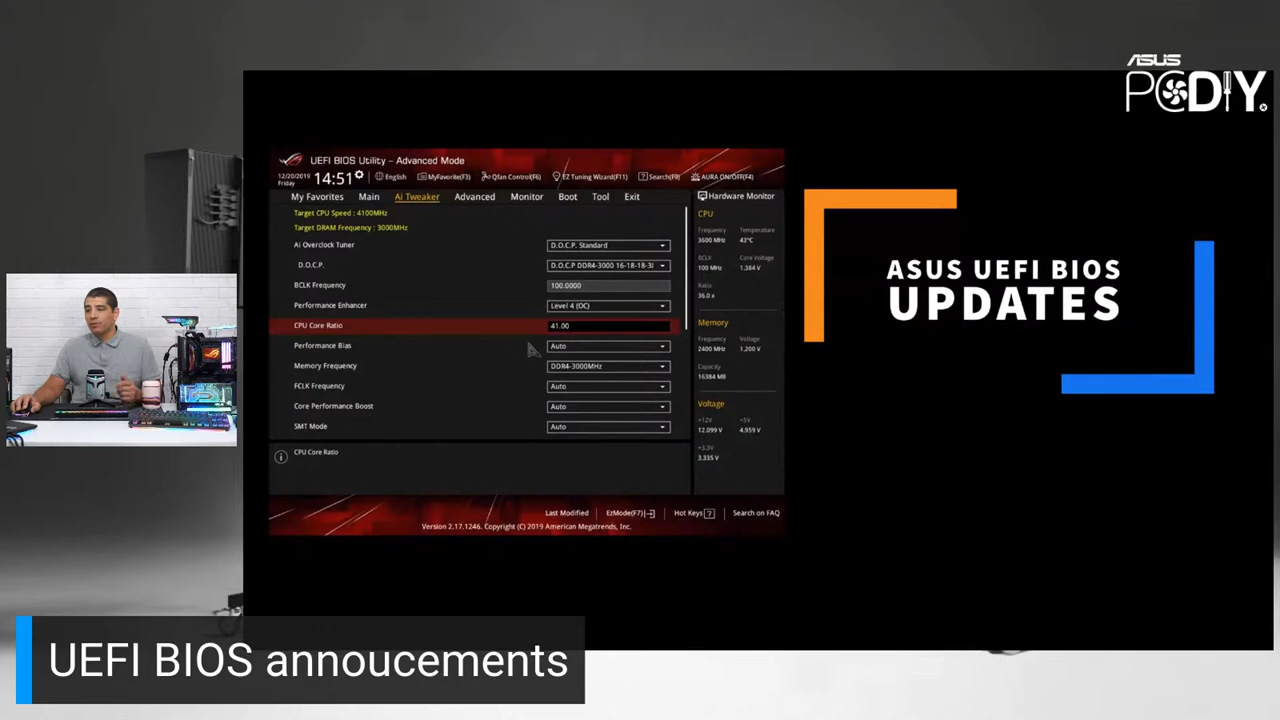 ASUS
PCDIY.
UEFI BIOS Utility – Advanced Mode
12/20/2019
Friday
14:51
English
MyFavorite(F3)
Qfan Control(F6)
EZ Tuning Wizard(F11)
Search(F9)
AURA ON/OFF(F4)
My Favorites Main Ai Tweaker Advanced Monitor Boot Tool Exit
Target CPU Speed : 4100MHz
Target DRAM Frequency : 3000MHz
Ai Overclock Tuner D.O.C.P. Standard
D.O.C.P. D.O.C.P DDR4-3000 16-18-18-3
BCLK Frequency 100.0000
Performance Enhancer Level 4 (OC)
CPU Core Ratio 41.00
Performance Bias Auto
Memory Frequency DDR4-3000MHz
FCLK Frequency Auto
Core Performance Boost Auto
SMT Mode Auto
CPU Core Ratio
Hardware Monitor
CPU
Frequency Temperature
3600 MHz 43°C
BCLK Core Voltage
100 MHz 1.384 V
Ratio
36.0 x
Memory
Frequency Voltage
2400 MHz 1.200 V
Capacity
16384 MB
Voltage
+12V +5V
12.099 V 4.959 V
+3.3V
3.335 V
Last Modified EzMode(F7) Hot Keys ? Search on FAQ
Version 2.17.1246. Copyright (C) 2019 American Megatrends, Inc.
ASUS UEFI BIOS
UPDATES
UEFI BIOS annoucements